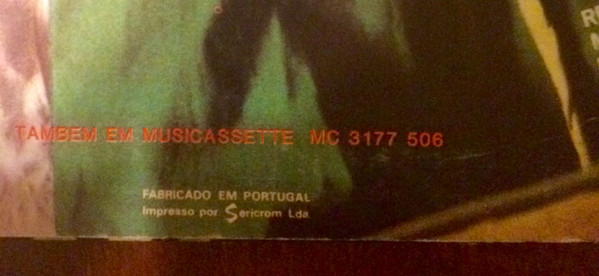 TAMBEM EM MUSICASSETTE MC 3177 506
FABRICADO EM PORTUGAL
Impresso por Sericrom Lda.